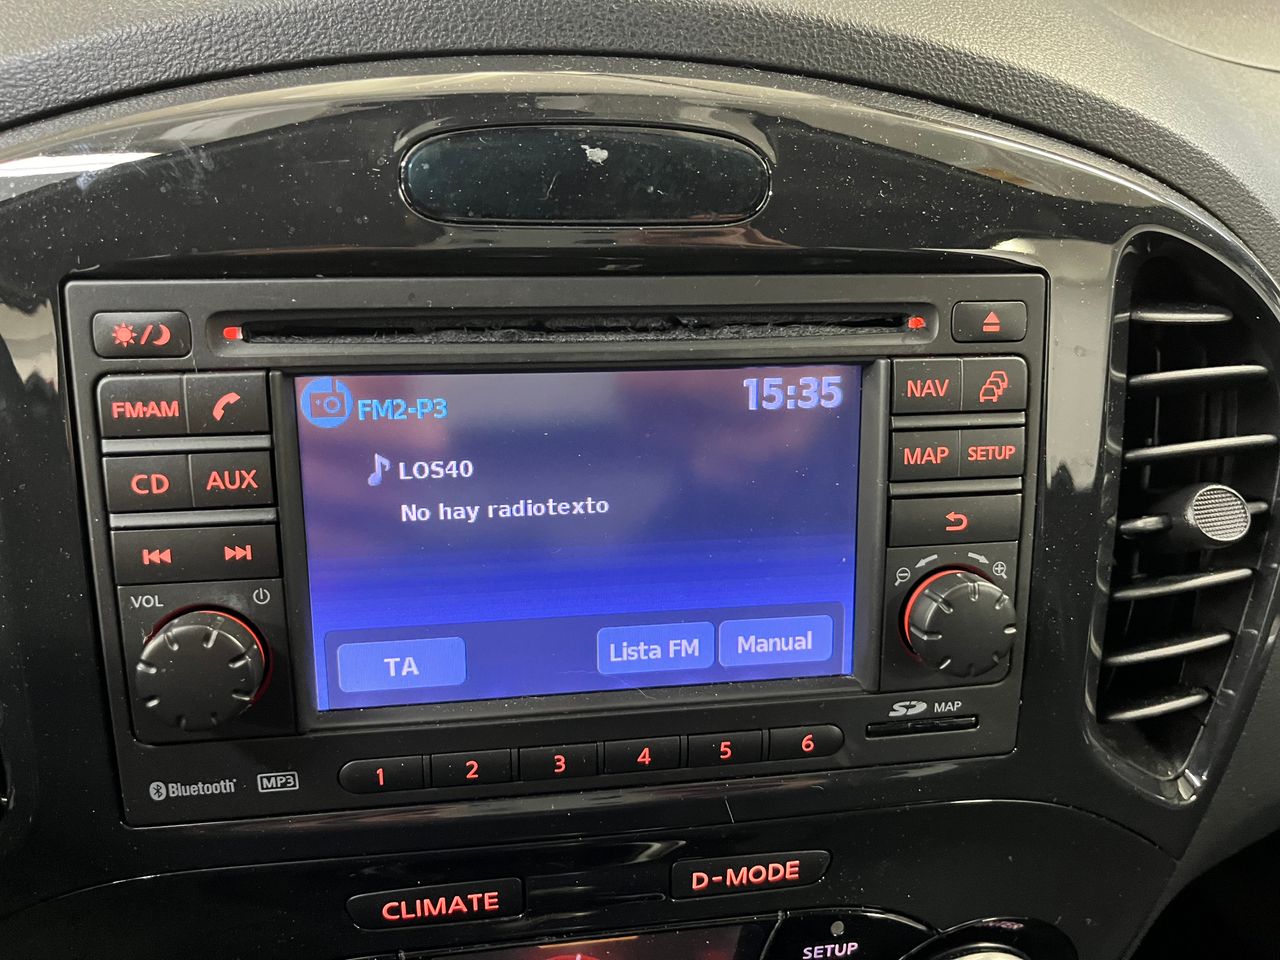 FM·AM
CD
AUX
VOL
FM2-P3
15:35
LOS40
No hay radiotexto
TA
Lista FM
Manual
NAV
MAP
SETUP
SD MAP
Bluetooth
MP3
1 2 3 4 5 6
CLIMATE
D-MODE
SETUP